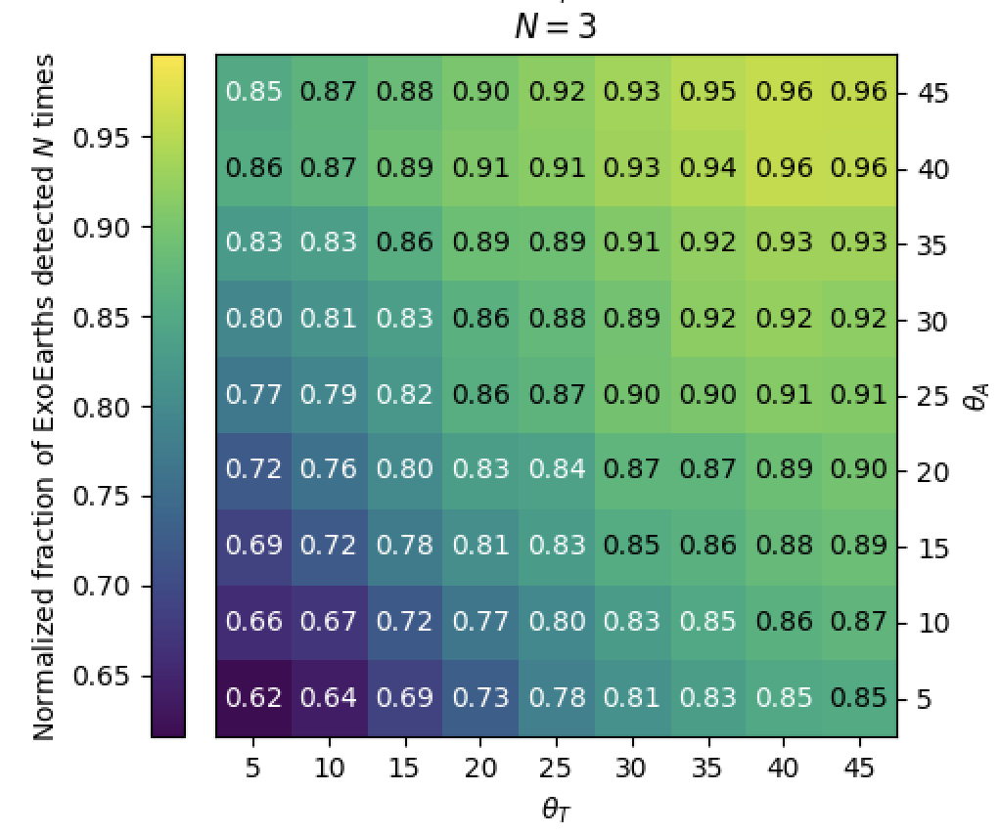 N = 3
Normalized fraction of ExoEarths detected N times
0.95
0.90
0.85
0.80
0.75
0.70
0.65
0.85 0.87 0.88 0.90 0.92 0.93 0.95 0.96 0.96 45
0.86 0.87 0.89 0.91 0.91 0.93 0.94 0.96 0.96 40
0.83 0.83 0.86 0.89 0.89 0.91 0.92 0.93 0.93 35
0.80 0.81 0.83 0.86 0.88 0.89 0.92 0.92 0.92 30
0.77 0.79 0.82 0.86 0.87 0.90 0.90 0.91 0.91 25
0.72 0.76 0.80 0.83 0.84 0.87 0.87 0.89 0.90 20
0.69 0.72 0.78 0.81 0.83 0.85 0.86 0.88 0.89 15
0.66 0.67 0.72 0.77 0.80 0.83 0.85 0.86 0.87 10
0.62 0.64 0.69 0.73 0.78 0.81 0.83 0.85 0.85 5
θ_A
5 10 15 20 25 30 35 40 45
θ_T